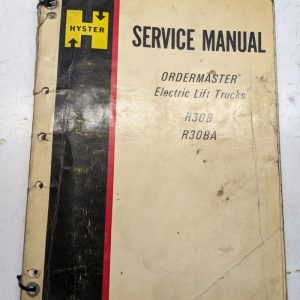 HYSTER
SERVICE MANUAL
ORDERMASTER
Electric Lift Trucks
R30B
R30BA